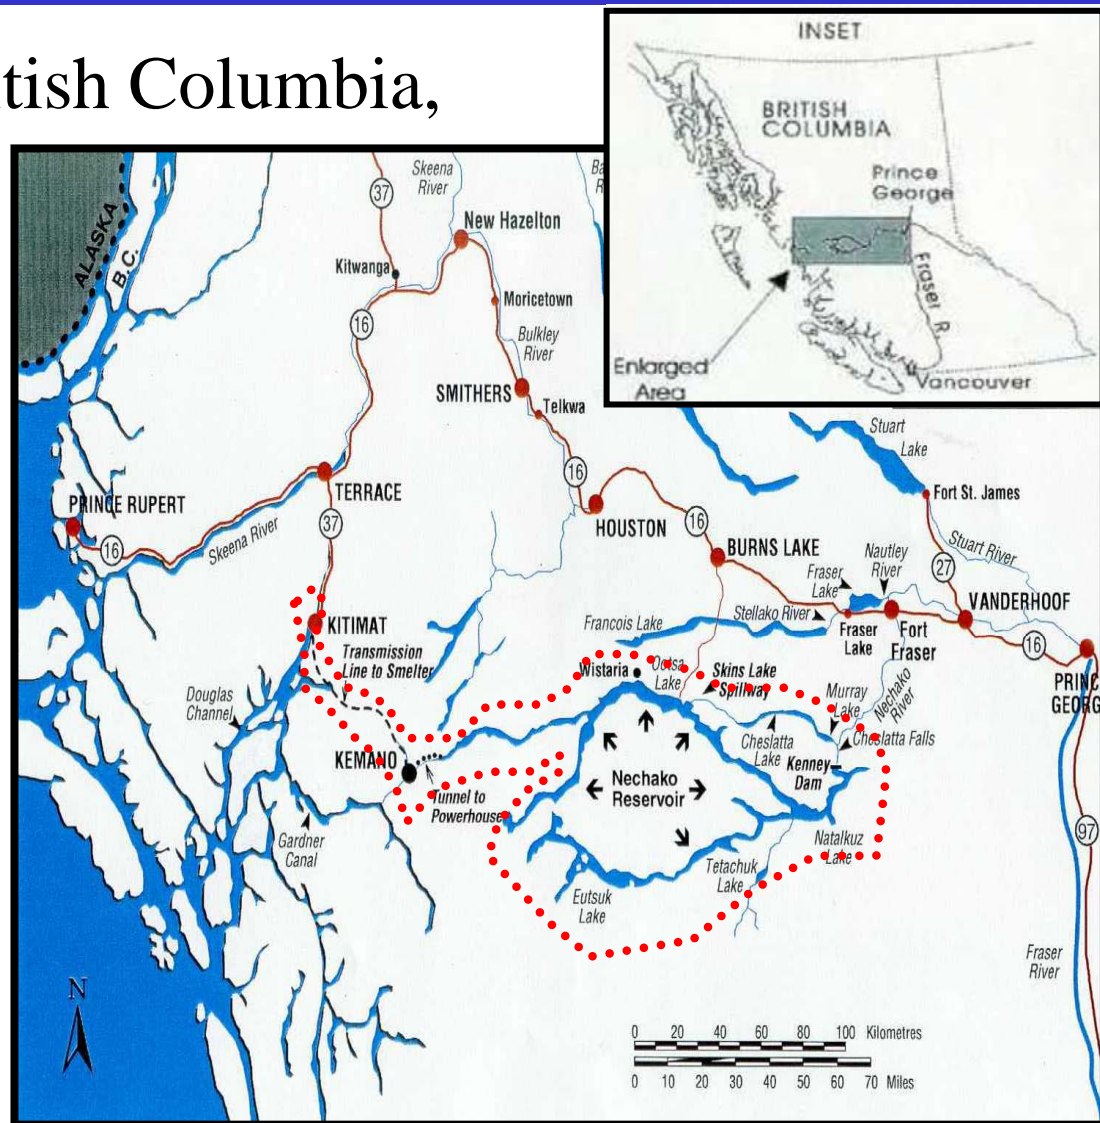 tish Columbia,
INSET
BRITISH
COLUMBIA
Prince
George
Fraser R.
Enlarged
Area
Vancouver
ALASKA
B.C.
37
Skeena
River
Ba
R
New Hazelton
Kitwanga
Moricetown
16
Bulkley
River
SMITHERS
Telkwa
Stuart
Lake
16
TERRACE
Fort St. James
PRINCE RUPERT
37
HOUSTON
16
BURNS LAKE
16
Skeena River
Nautley
River
Stuart River
Fraser
Lake
27
VANDERHOOF
Stellako River
Francois Lake
KITIMAT
Fraser
Lake
Fort
Fraser
16
Transmission
Line to Smelter
Wistaria
Ootsa
Lake
Skins Lake
Spillway
Murray
Lake
Nechako
River
PRINC
GEORG
Douglas
Channel
Cheslatta
Lake
Cheslatta Falls
KEMANO
Kenney
Dam
Nechako
Reservoir
Tunnel to
Powerhouse
Gardner
Canal
Natalkuz
Lake
97
Tetachuk
Lake
Eutsuk
Lake
Fraser
River
N
0 20 40 60 80 100 Kilometres
0 10 20 30 40 50 60 70 Miles